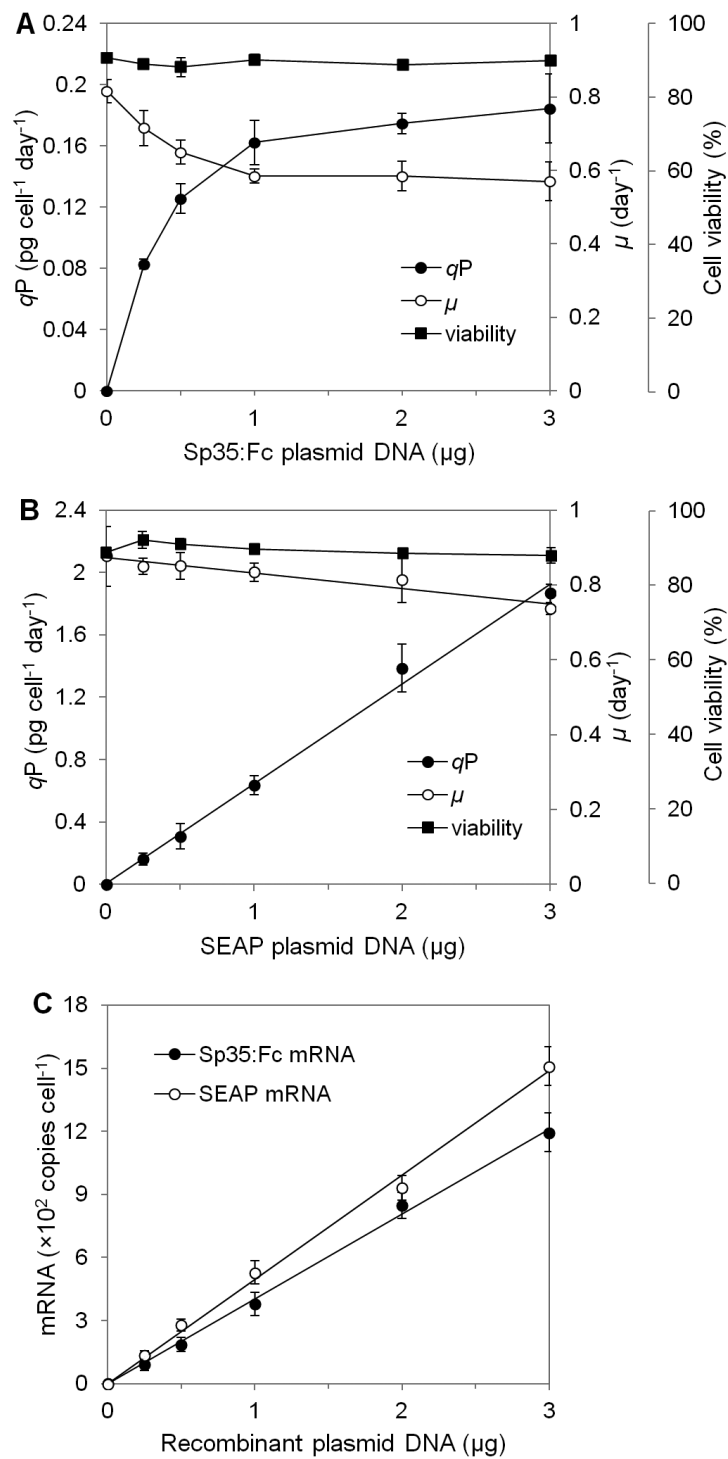 A
0.24
0.2
0.16
0.12
0.08
0.04
0
qP (pg cell⁻¹ day⁻¹)
1
0.8
0.6
0.4
0.2
0
µ (day⁻¹)
100
80
60
40
20
0
Cell viability (%)
qP
µ
viability
0 1 2 3
Sp35:Fc plasmid DNA (µg)
B
2.4
2
1.6
1.2
0.8
0.4
0
qP (pg cell⁻¹ day⁻¹)
1
0.8
0.6
0.4
0.2
0
µ (day⁻¹)
100
80
60
40
20
0
Cell viability (%)
qP
µ
viability
0 1 2 3
SEAP plasmid DNA (µg)
C
18
15
12
9
6
3
0
mRNA (×10² copies cell⁻¹)
Sp35:Fc mRNA
SEAP mRNA
0 1 2 3
Recombinant plasmid DNA (µg)